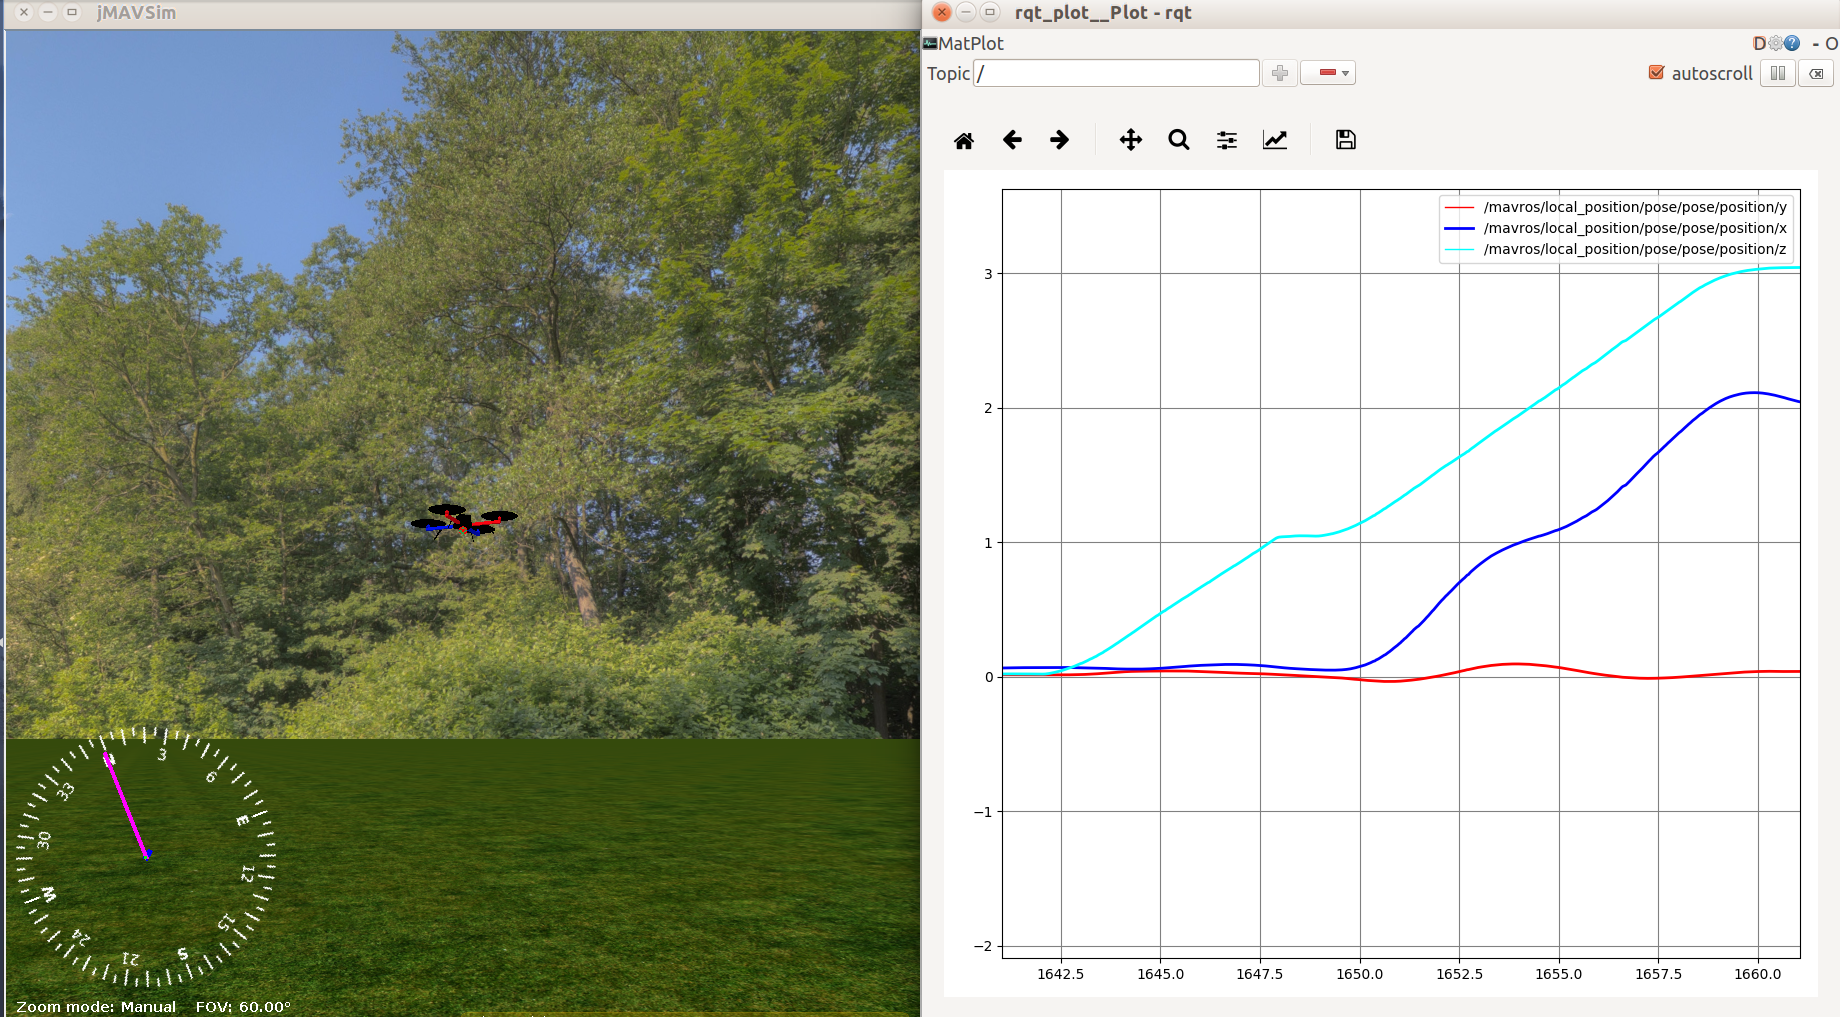 jMAVSim
N
3
6
E
12
15
S
21
24
W
30
33
Zoom mode: Manual FOV: 60.00°
rqt_plot__Plot - rqt
MatPlot
D - O
Topic /
autoscroll
/mavros/local_position/pose/pose/position/y
/mavros/local_position/pose/pose/position/x
/mavros/local_position/pose/pose/position/z
3
2
1
0
−1
−2
1642.5 1645.0 1647.5 1650.0 1652.5 1655.0 1657.5 1660.0